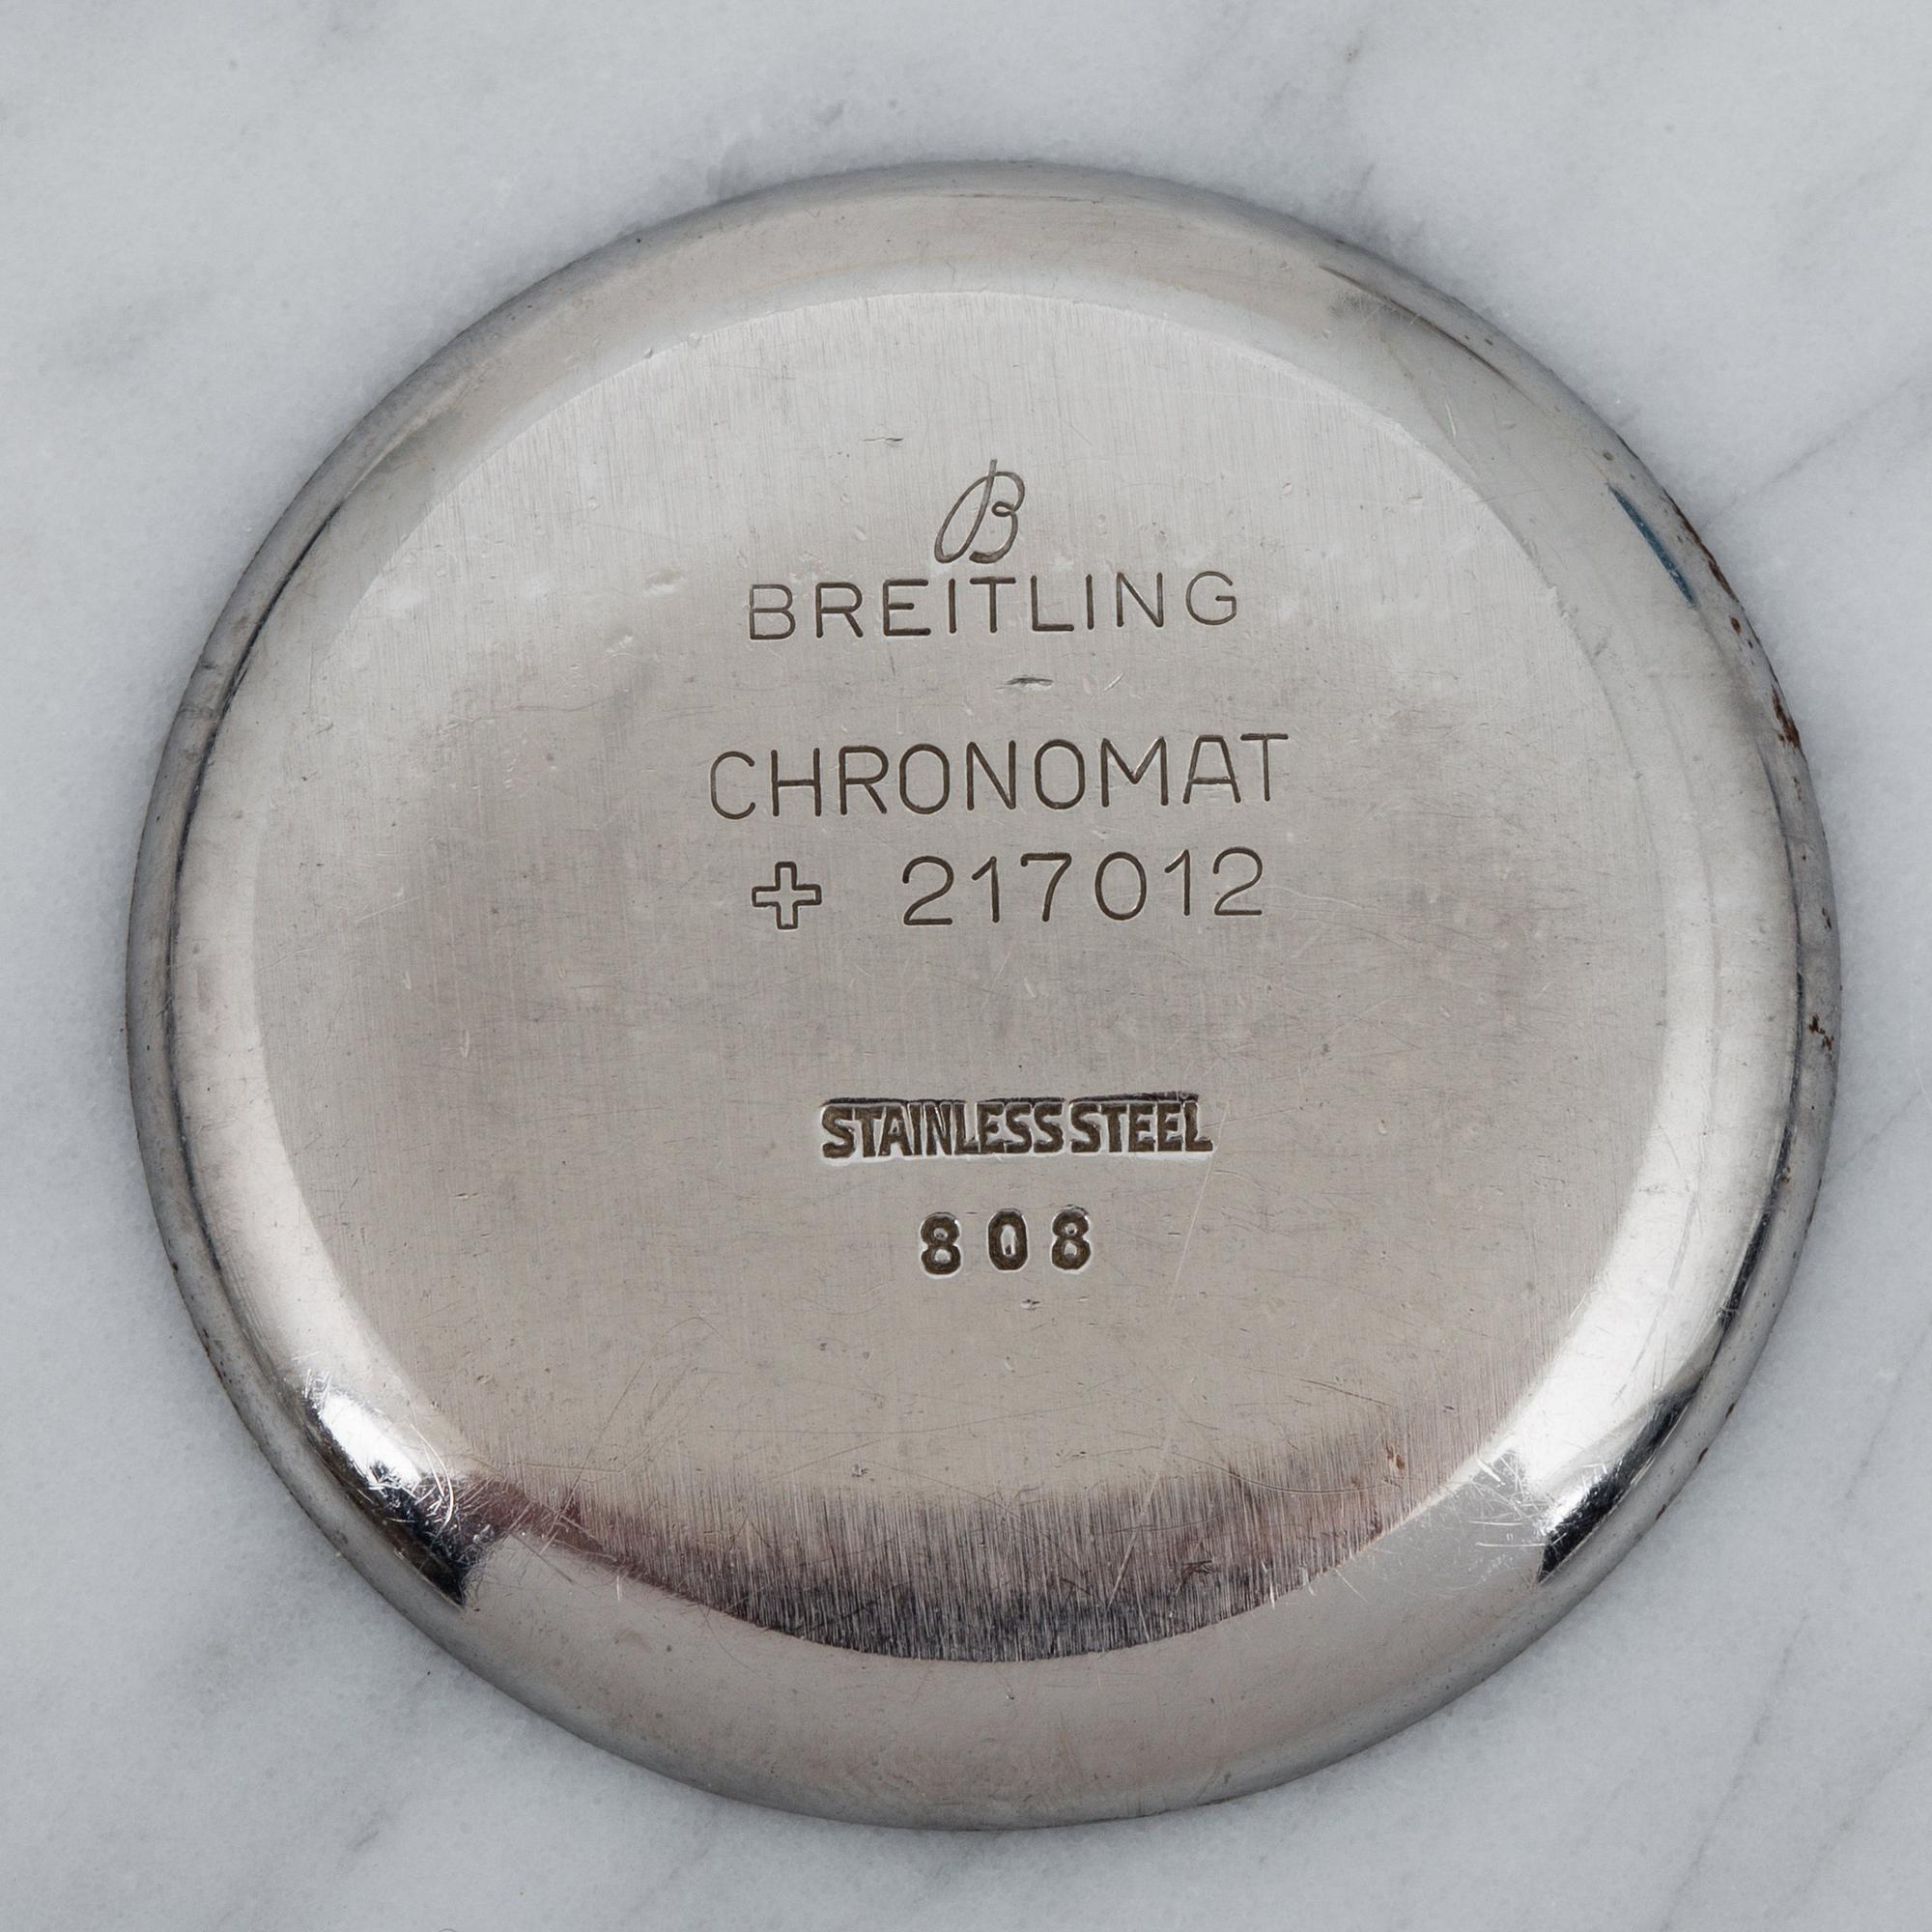 B
BREITLING
CHRONOMAT
+ 217012
STAINLESS STEEL
808